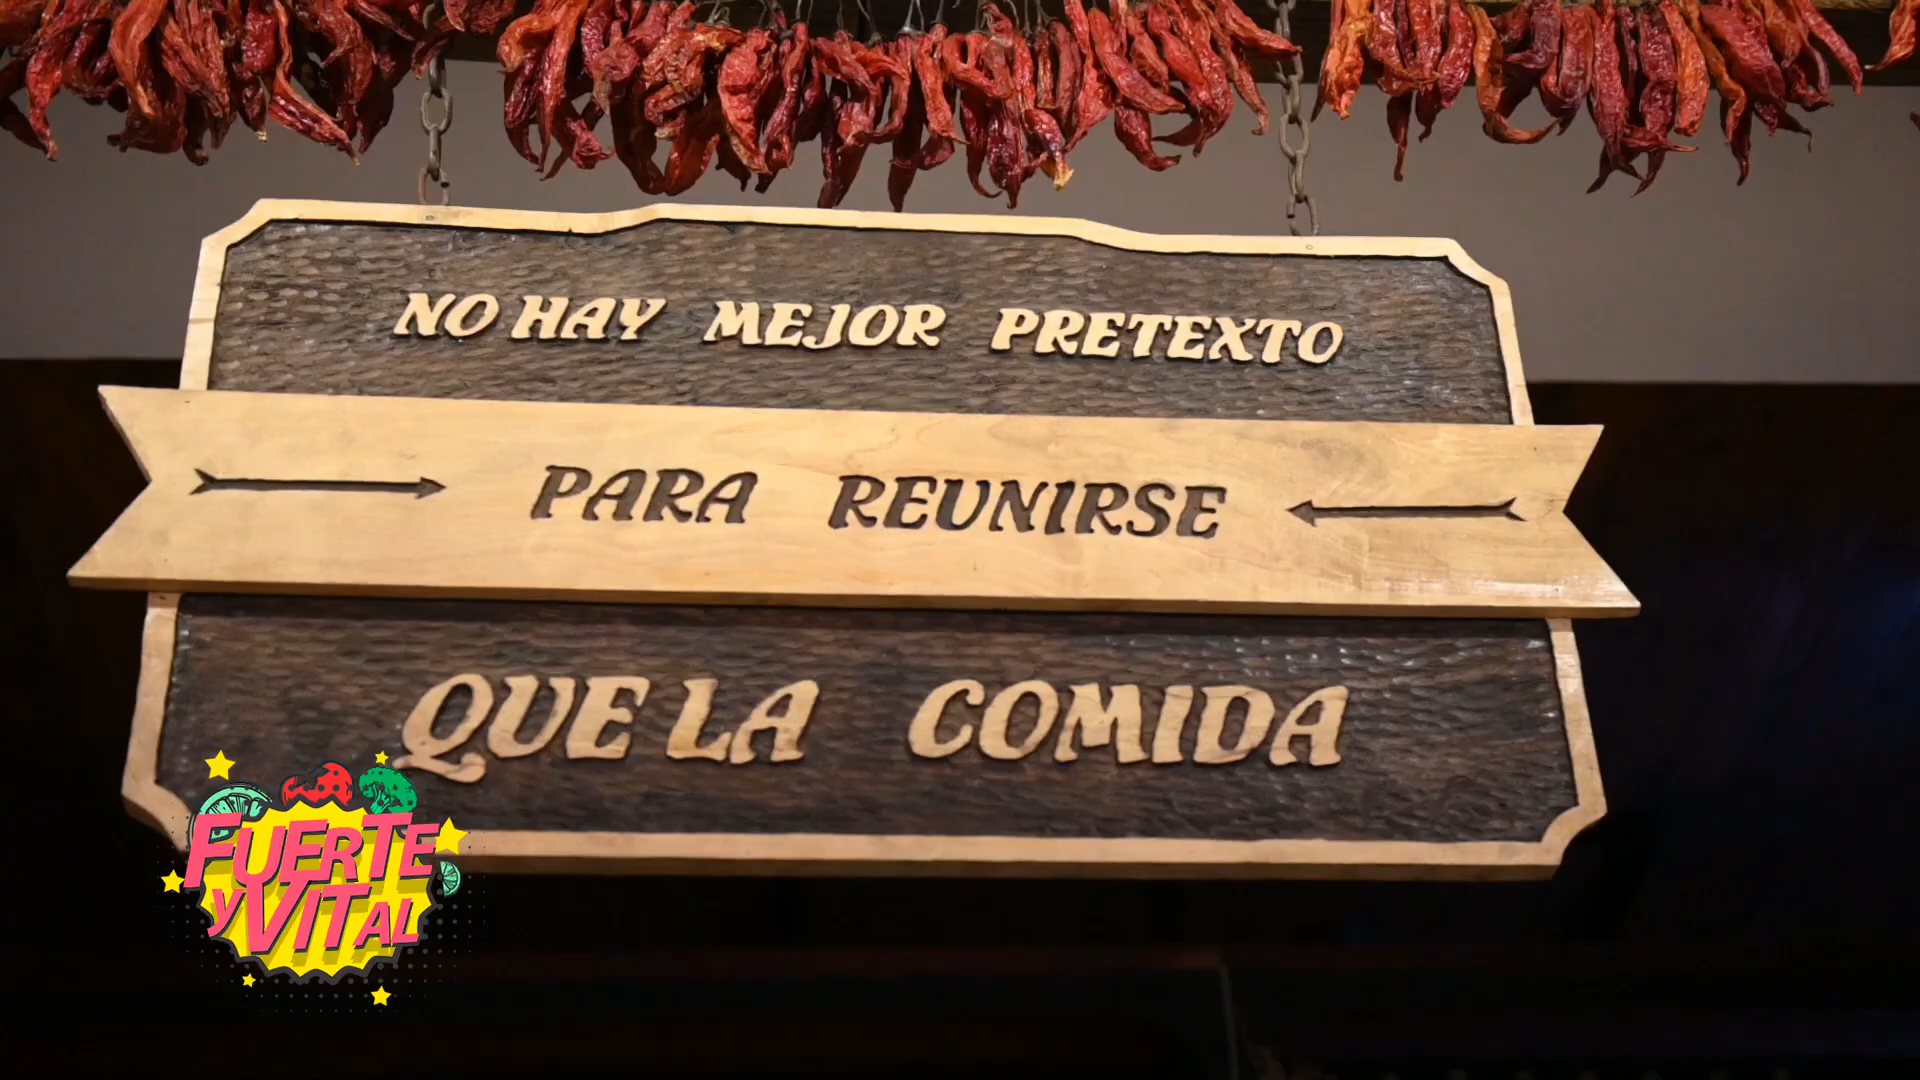 NO HAY MEJOR PRETEXTO
PARA REUNIRSE
QUE LA COMIDA
FUERTE
y VITAL